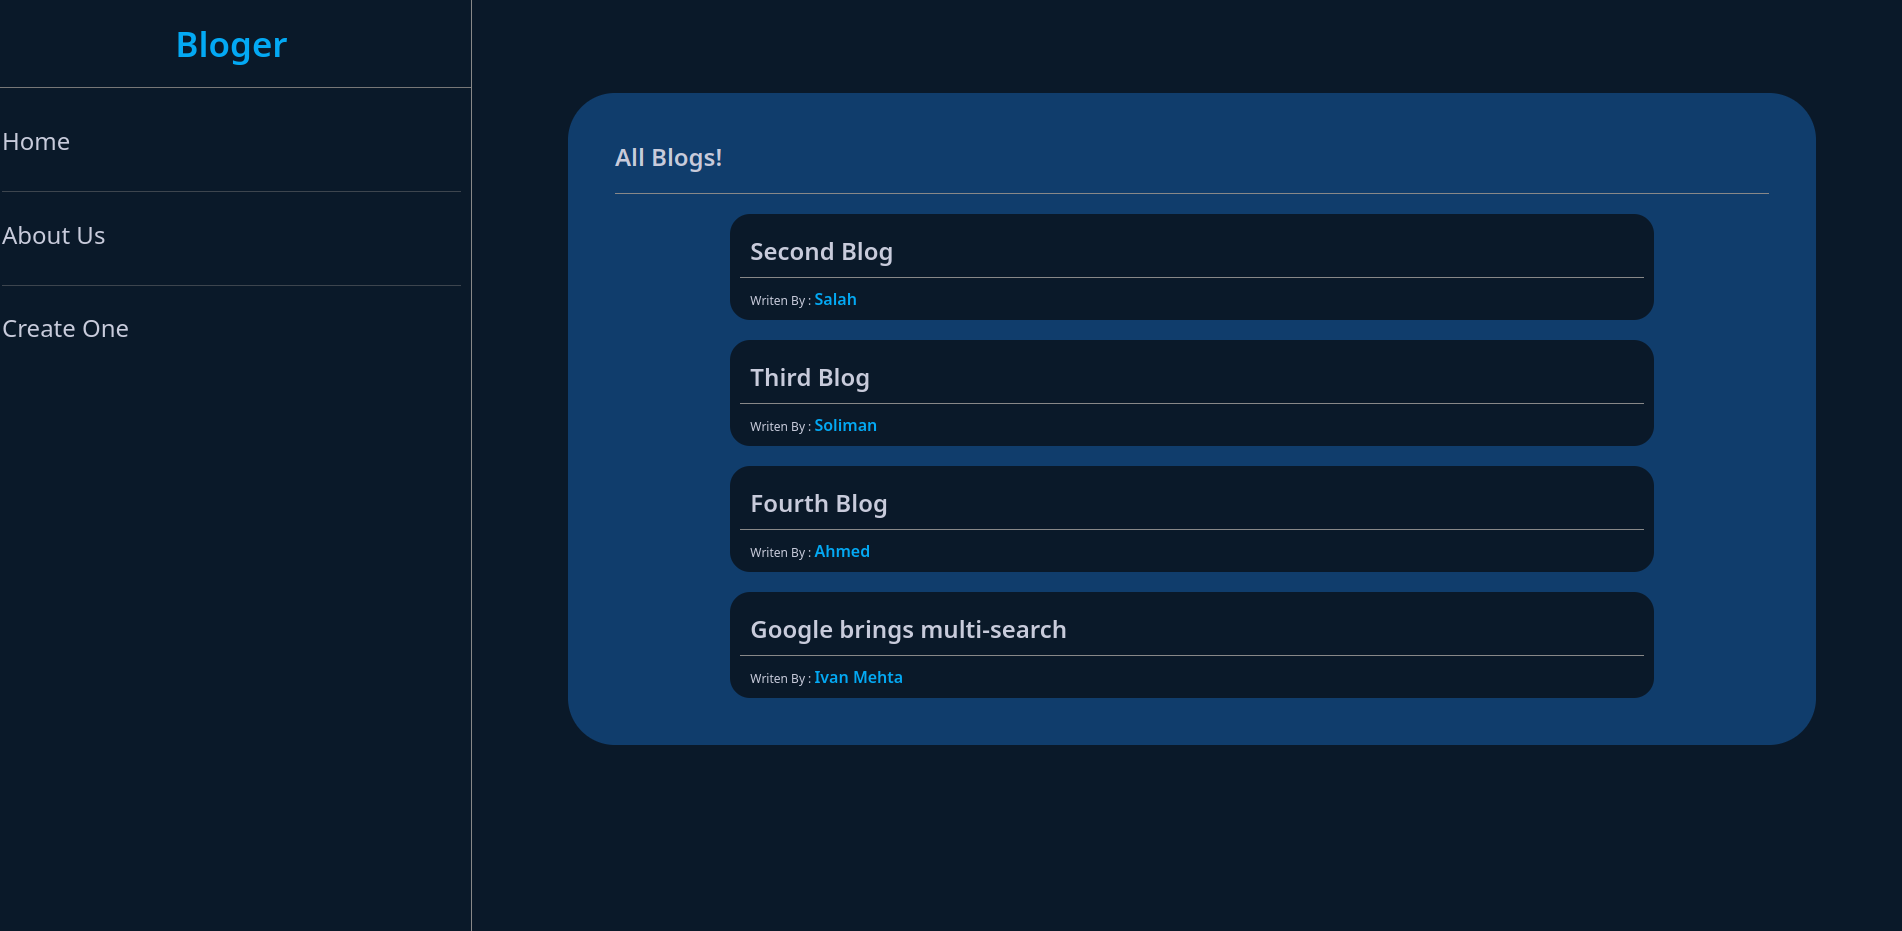 Bloger
Home
About Us
Create One
All Blogs!
Second Blog
Writen By : Salah
Third Blog
Writen By : Soliman
Fourth Blog
Writen By : Ahmed
Google brings multi-search
Writen By : Ivan Mehta